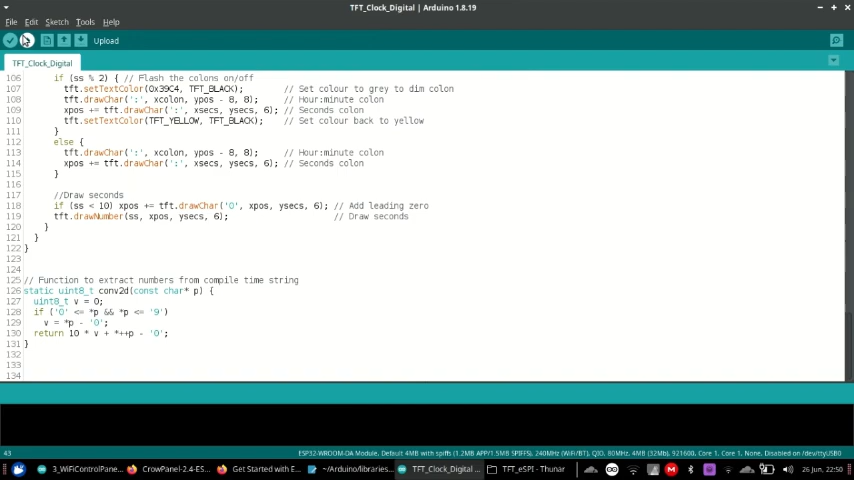 TFT_Clock_Digital | Arduino 1.8.19
File Edit Sketch Tools Help
Upload
TFT_Clock_Digital
106 if (ss % 2) { // Flash the colons on/off
107 tft.setTextColor(0x39C4, TFT_BLACK); // Set colour to grey to dim colon
108 tft.drawChar(':', xcolon, ypos - 8, 8); // Hour:minute colon
109 xpos += tft.drawChar(':', xsecs, ysecs, 6); // Seconds colon
110 tft.setTextColor(TFT_YELLOW, TFT_BLACK); // Set colour back to yellow
111 }
112 else {
113 tft.drawChar(':', xcolon, ypos - 8, 8); // Hour:minute colon
114 xpos += tft.drawChar(':', xsecs, ysecs, 6); // Seconds colon
115 }
116
117 //Draw seconds
118 if (ss < 10) xpos += tft.drawChar('0', xpos, ysecs, 6); // Add leading zero
119 tft.drawNumber(ss, xpos, ysecs, 6); // Draw seconds
120 }
121 }
122 }
123
124
125 // Function to extract numbers from compile time string
126 static uint8_t conv2d(const char* p) {
127 uint8_t v = 0;
128 if ('0' <= *p && *p <= '9')
129 v = *p - '0';
130 return 10 * v + *++p - '0';
131 }
132
133
134
43 ESP32-WROOM-DA Module, Default 4MB with spiffs (1.2MB APP/1.5MB SPIFFS), 240MHz (WiFi/BT), QIO, 80MHz, 4MB (32Mb), 921600, Core 1, Core 1, None, Disabled on /dev/ttyUSB0
3_WiFiControlPane... CrowPanel-2.4-ES... Get Started with E... ~/Arduino/libraries... TFT_Clock_Digital ... TFT_eSPI - Thunar 26 Jun, 22:50